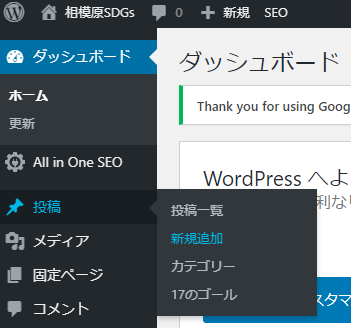 相模原SDGs 0 + 新規 SEO
ダッシュボード
ホーム
更新
All in One SEO
投稿
メディア
固定ページ
コメント
投稿一覧
新規追加
カテゴリー
17のゴール
ダッシュボード
Thank you for using Goog
WordPress へよ
利な
スタマ